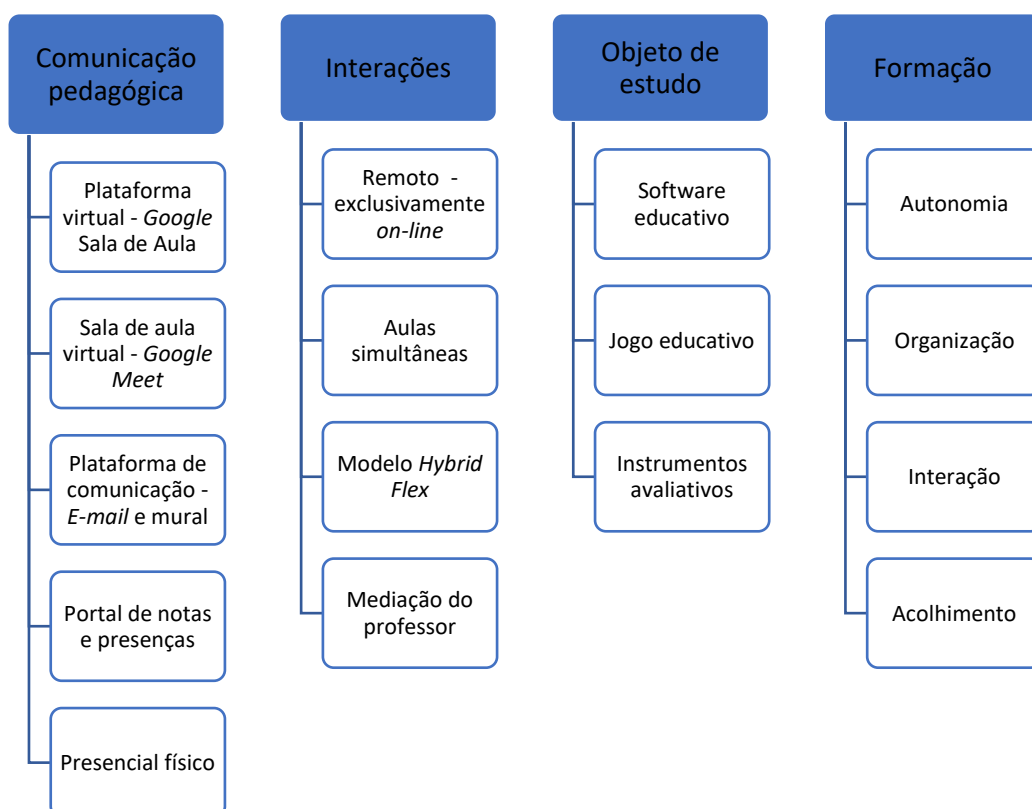 Comunicação
pedagógica
Plataforma
virtual - Google
Sala de Aula
Sala de aula
virtual - Google
Meet
Plataforma de
comunicação -
E-mail e mural
Portal de notas
e presenças
Presencial físico
Interações
Remoto -
exclusivamente
on-line
Aulas
simultâneas
Modelo Hybrid
Flex
Mediação do
professor
Objeto de
estudo
Software
educativo
Jogo educativo
Instrumentos
avaliativos
Formação
Autonomia
Organização
Interação
Acolhimento